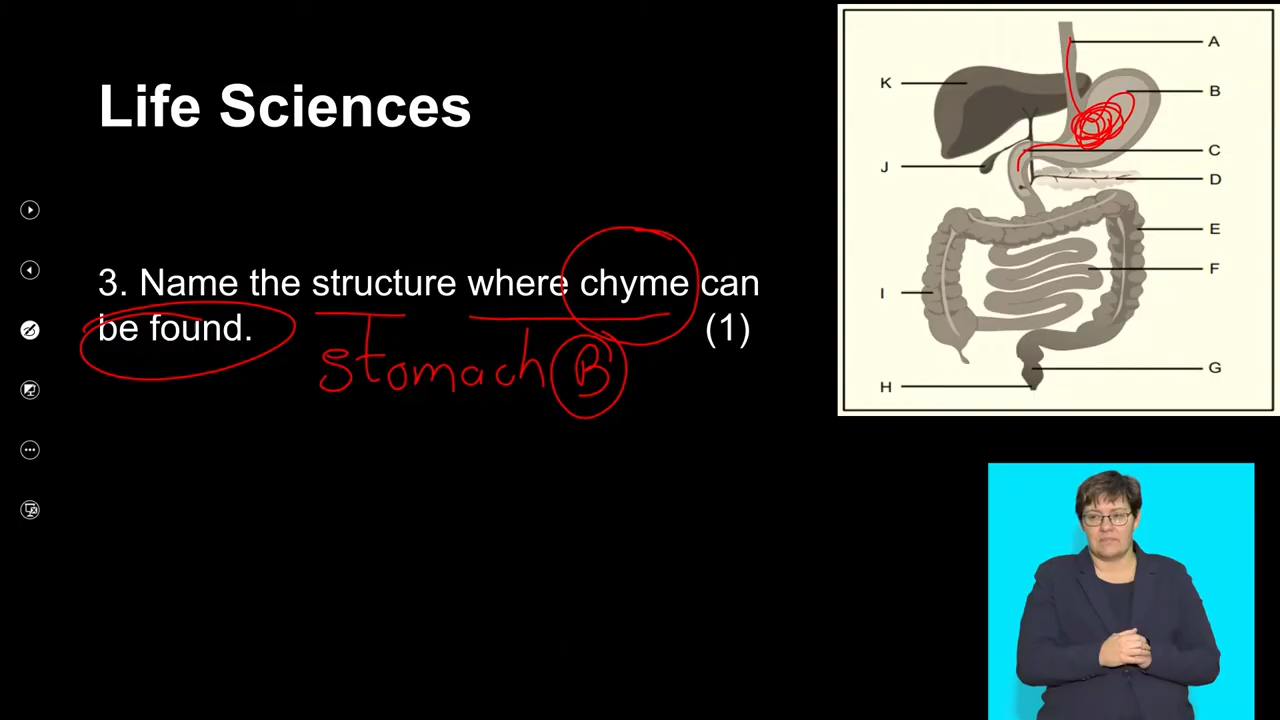 Life Sciences
3. Name the structure where chyme can
be found. (1)
stomach B
A
K
B
C
J
D
E
F
I
G
H